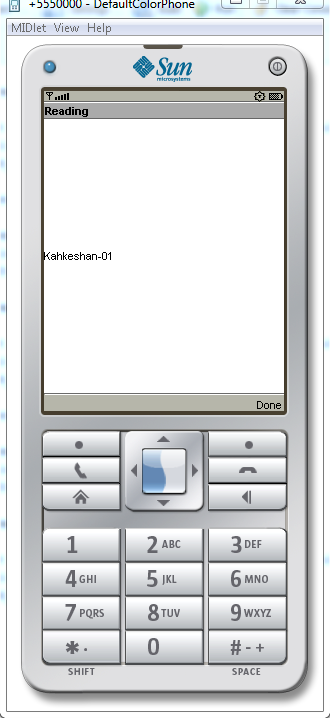 +5550000 - DefaultColorPhone
MIDlet View Help
Sun
microsystems
Reading
Kahkeshan-01
Done
1 2 ABC 3 DEF
4 GHI 5 JKL 6 MNO
7 PQRS 8 TUV 9 WXYZ
* . 0 # - +
SHIFT SPACE